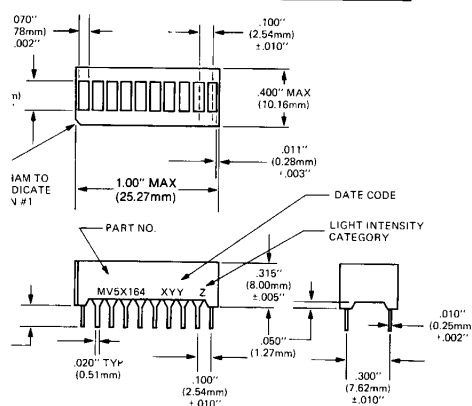 .070"
.78mm)
.002"
.100"
(2.54mm)
±.010"
.400" MAX
(10.16mm)
.011"
(0.28mm)
+.003"
TO
N #1
1.00" MAX
(25.27mm)
DATE CODE
PART NO.
LIGHT INTENSITY
CATEGORY
MV5X164 XYY Z
.315"
(8.00mm)
±.005"
.010"
(0.25mm
+.002"
.050"
(1.27mm)
.020" TYP
(0.51mm)
.100"
(2.54mm)
±.010"
.300"
(7.62mm)
±.010"